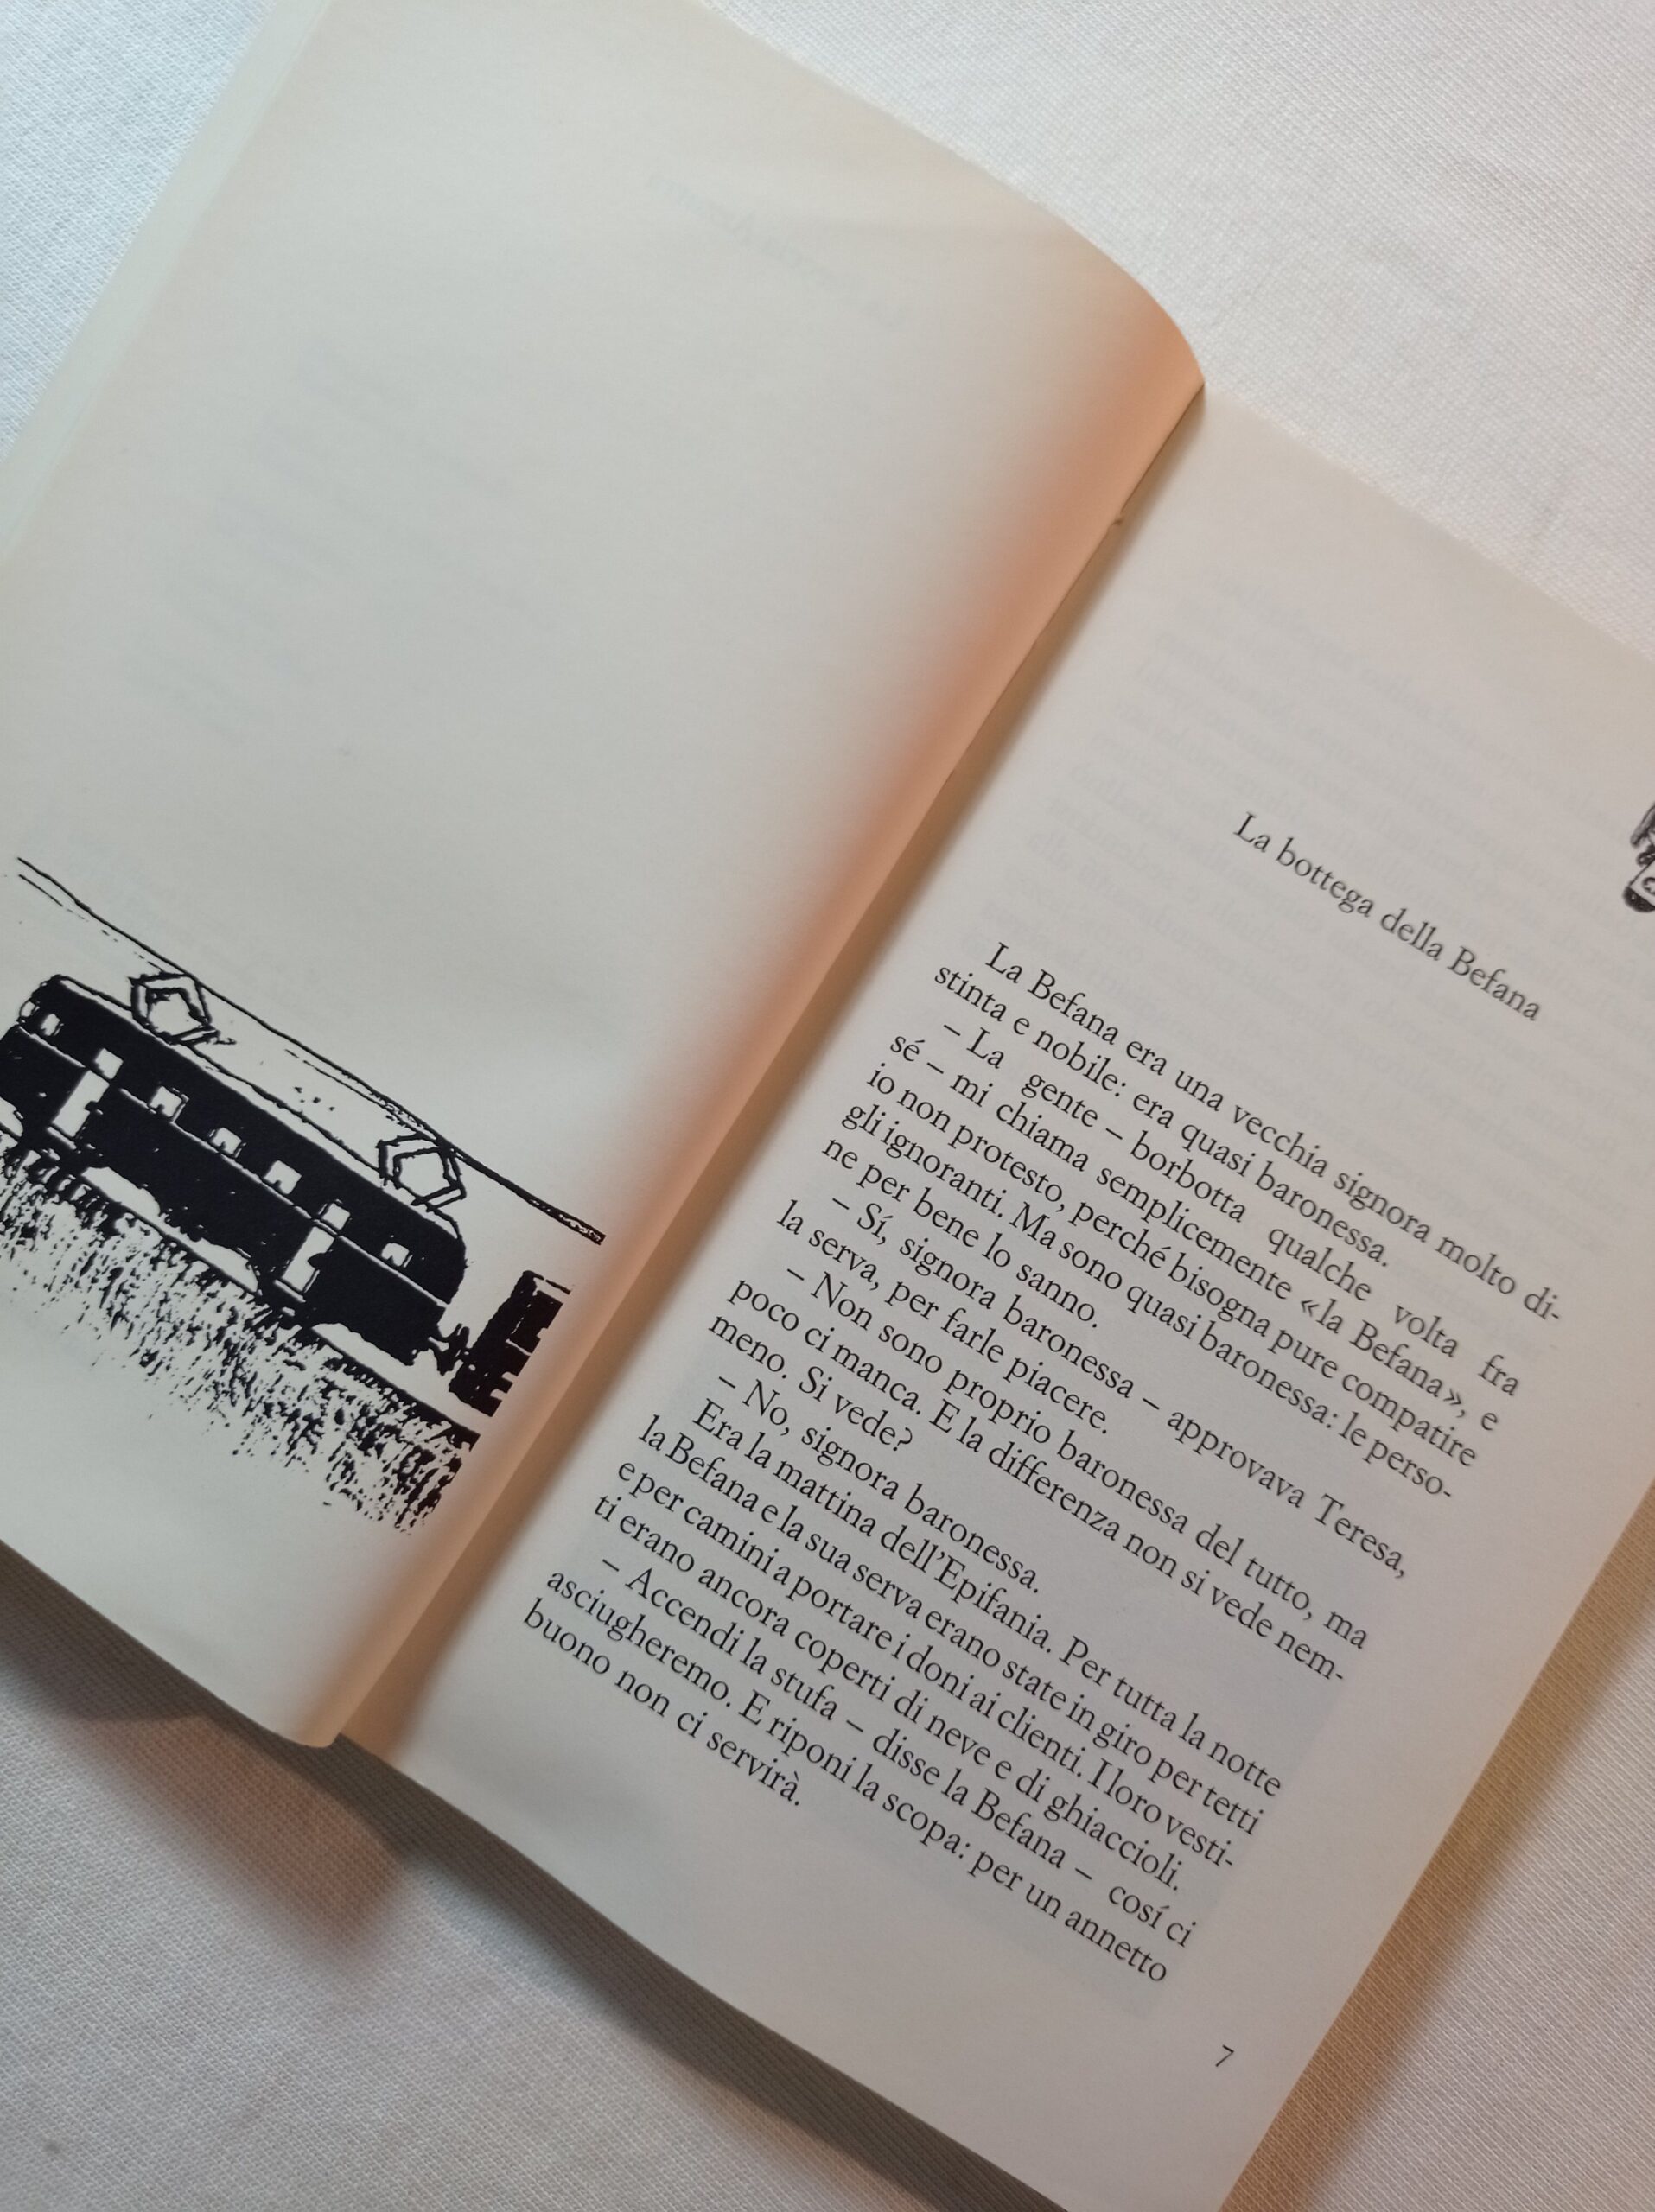 La bottega della Befana
La Befana era una vecchia signora molto di-
stinta e nobile: era quasi baronessa.
– La gente – borbotta qualche volta fra
sé – mi chiama semplicemente «la Befana», e
io non protesto, perché bisogna pure compatire
gli ignoranti. Ma sono quasi baronessa: le perso-
ne per bene lo sanno.
– Sí, signora baronessa – approvava Teresa,
la serva, per farle piacere.
– Non sono proprio baronessa del tutto, ma
poco ci manca. E la differenza non si vede nem-
meno. Si vede?
– No, signora baronessa.
Era la mattina dell’Epifania. Per tutta la notte
la Befana e la sua serva erano state in giro per tetti
e per camini a portare i doni ai clienti. I loro vesti-
ti erano ancora coperti di neve e di ghiaccioli.
– Accendi la stufa – disse la Befana – cosí ci
asciugheremo. E riponi la scopa: per un annetto
buono non ci servirà.
7